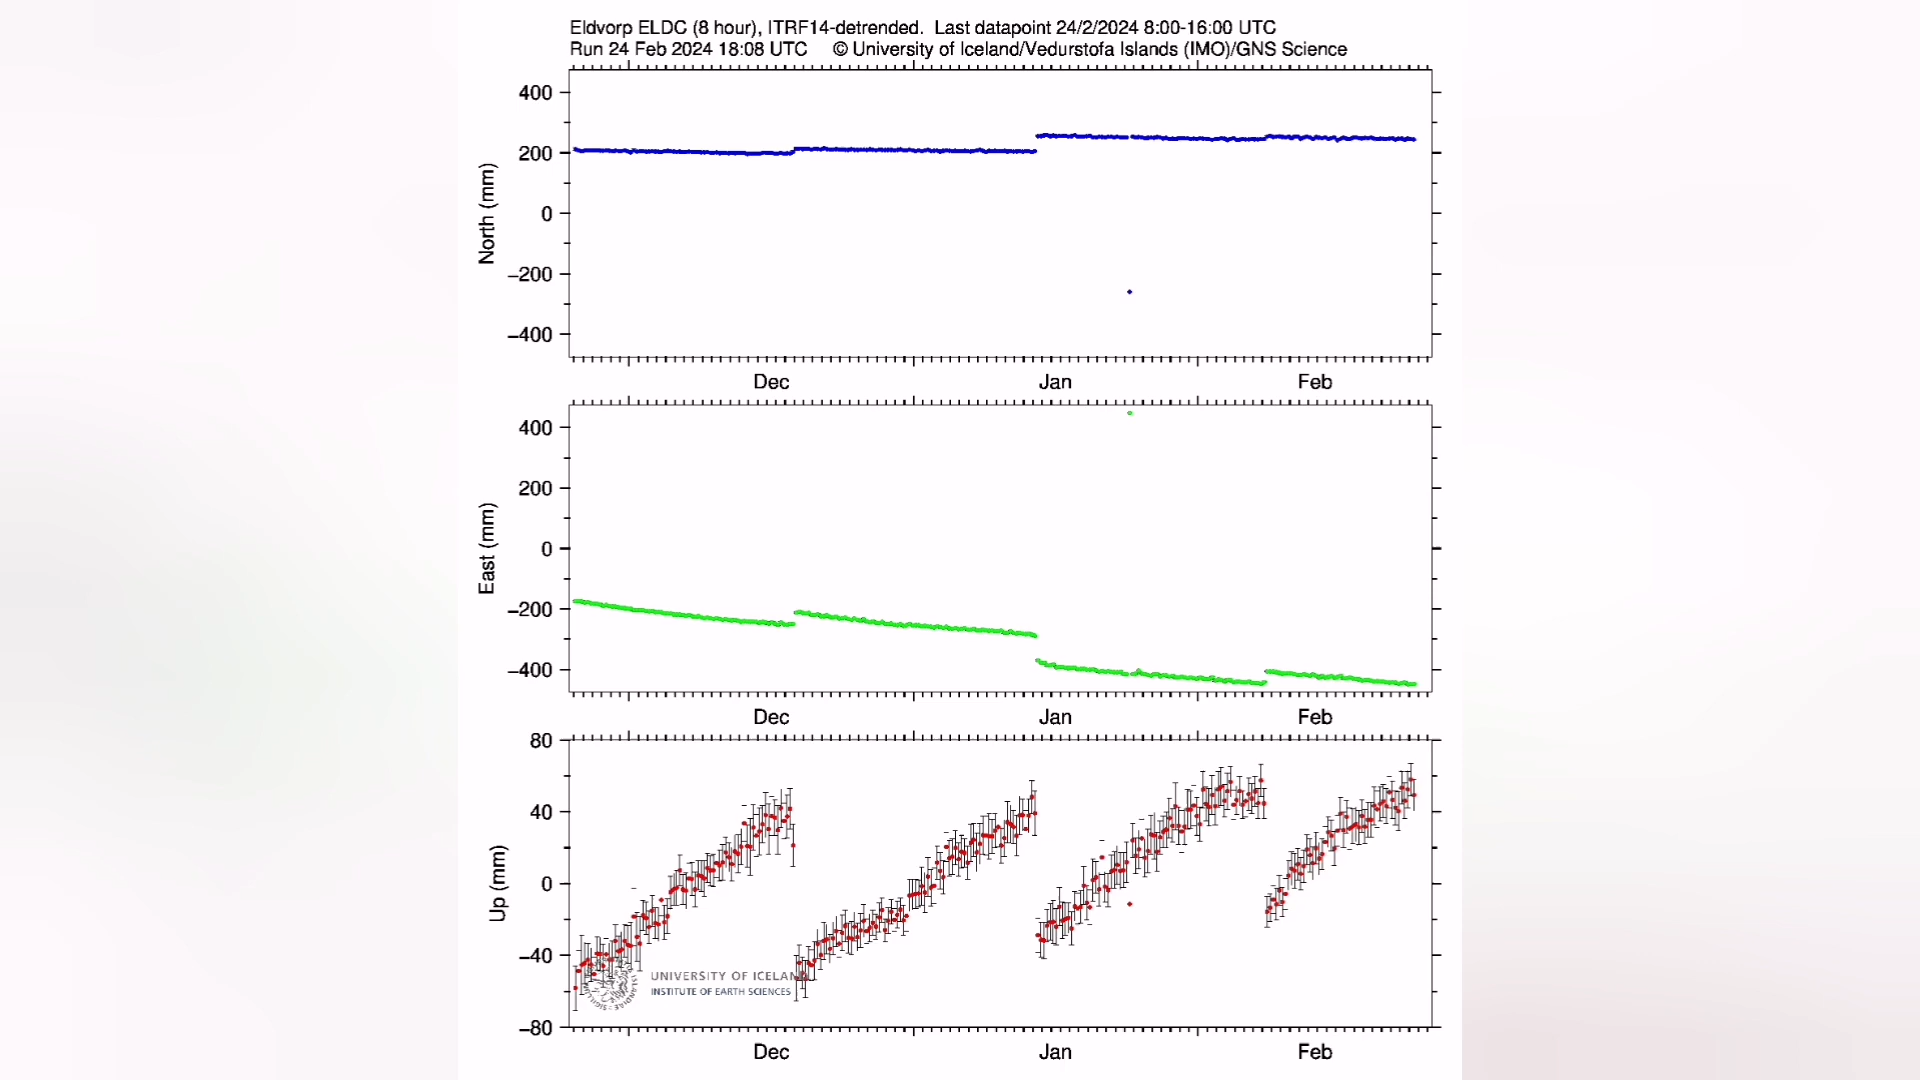 Eldvorp ELDC (8 hour), ITRF14-detrended.  Last datapoint 24/2/2024 8:00-16:00 UTC
Run 24 Feb 2024 18:08 UTC     © University of Iceland/Vedurstofa Islands (IMO)/GNS Science
400
200
0
−200
−400
North (mm)
Dec Jan Feb
400
200
0
−200
−400
East (mm)
Dec Jan Feb
80
40
0
−40
−80
Up (mm)
UNIVERSITY OF ICELAN
INSTITUTE OF EARTH SCIENCES
Dec Jan Feb